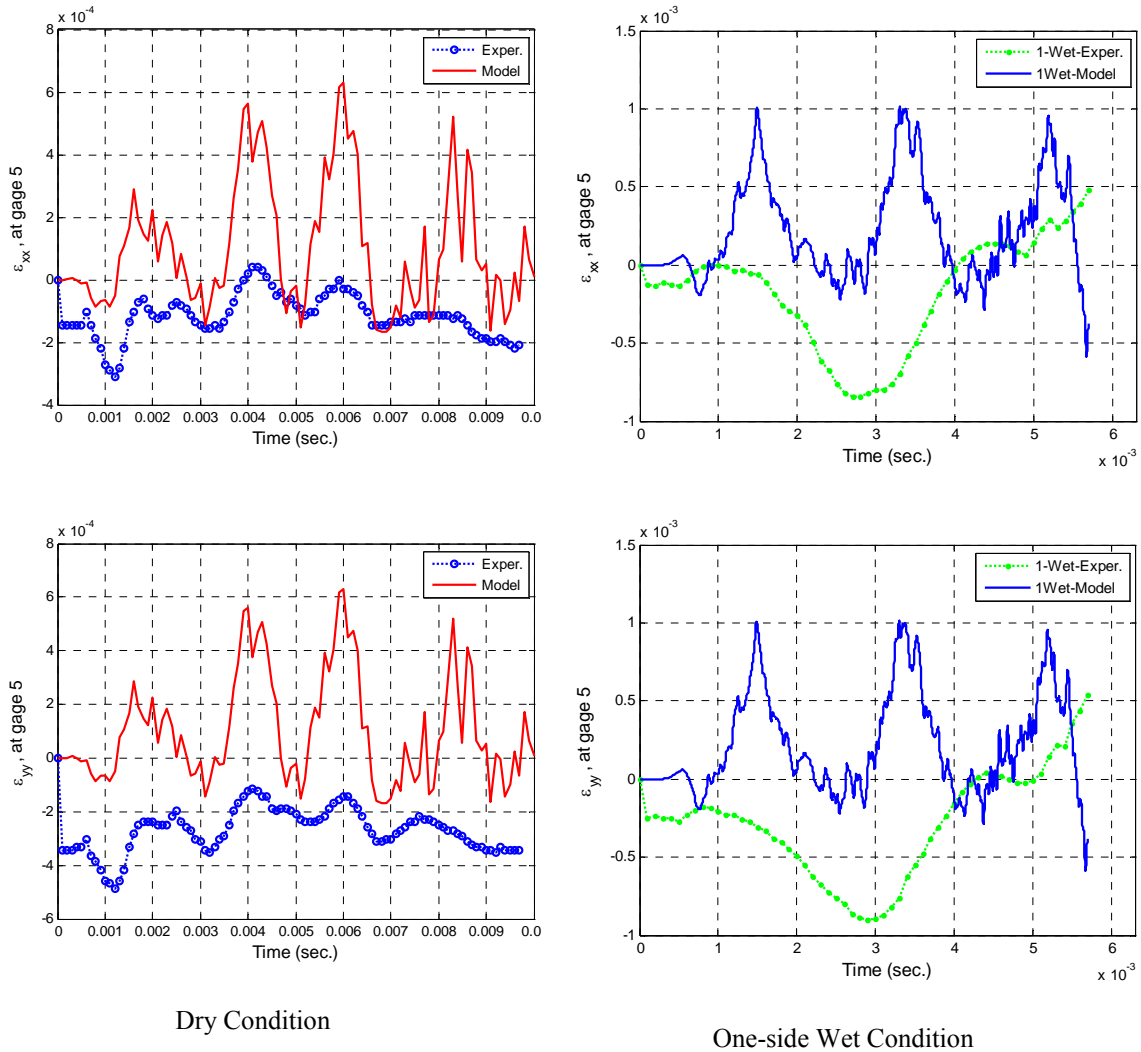 x 10⁻⁴
8
6
4
2
0
-2
-4
ε_xx , at gage 5
0 0.001 0.002 0.003 0.004 0.005 0.006 0.007 0.008 0.009 0.0
Time (sec.)
Exper.
Model
x 10⁻³
1.5
1
0.5
0
-0.5
-1
ε_xx , at gage 5
0 1 2 3 4 5 6
Time (sec.)
x 10⁻³
1-Wet-Exper.
1Wet-Model
x 10⁻⁴
8
6
4
2
0
-2
-4
-6
ε_yy , at gage 5
0 0.001 0.002 0.003 0.004 0.005 0.006 0.007 0.008 0.009 0.0
Time (sec.)
Exper.
Model
x 10⁻³
1.5
1
0.5
0
-0.5
-1
ε_yy , at gage 5
0 1 2 3 4 5 6
Time (sec.)
x 10⁻³
1-Wet-Exper.
1Wet-Model
Dry Condition
One-side Wet Condition